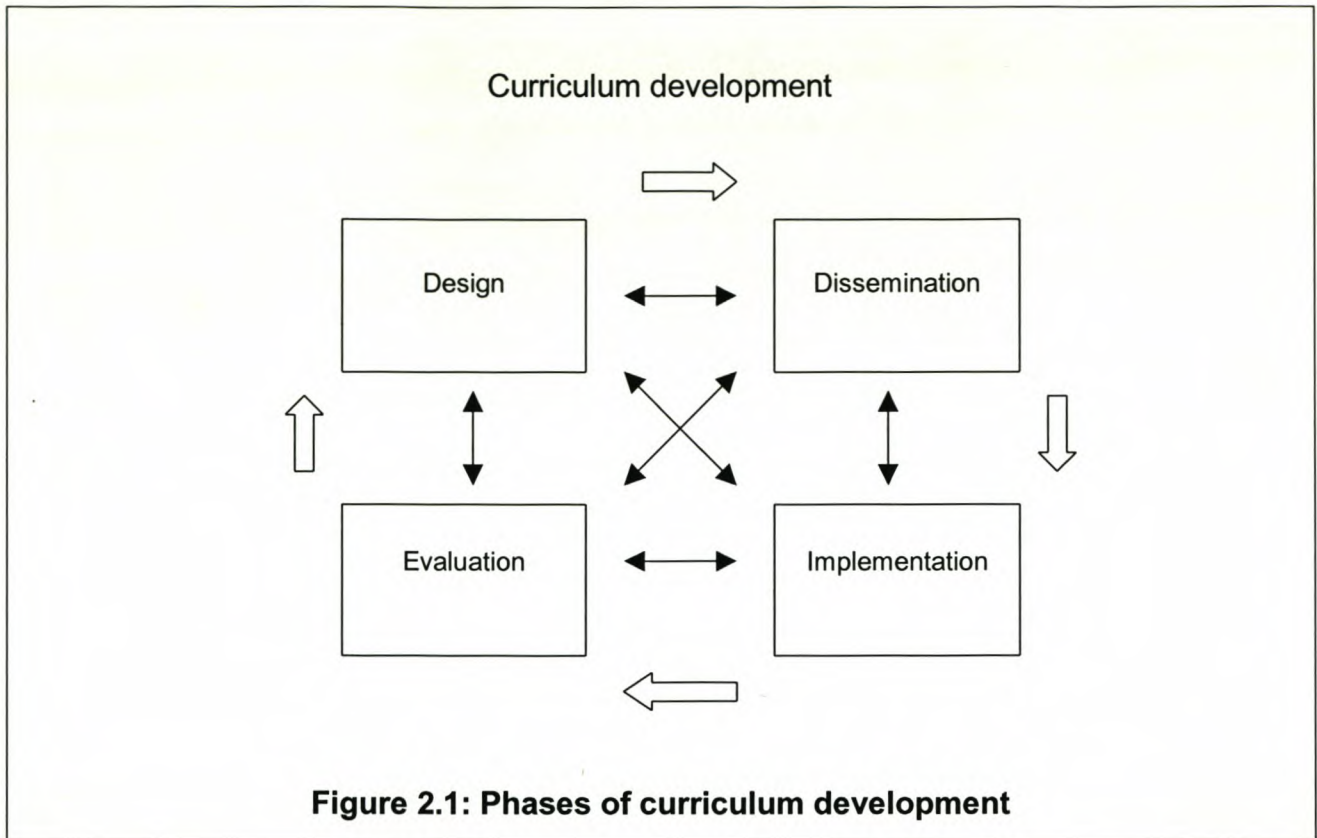 Curriculum development
Design
Dissemination
Evaluation
Implementation
Figure 2.1: Phases of curriculum development